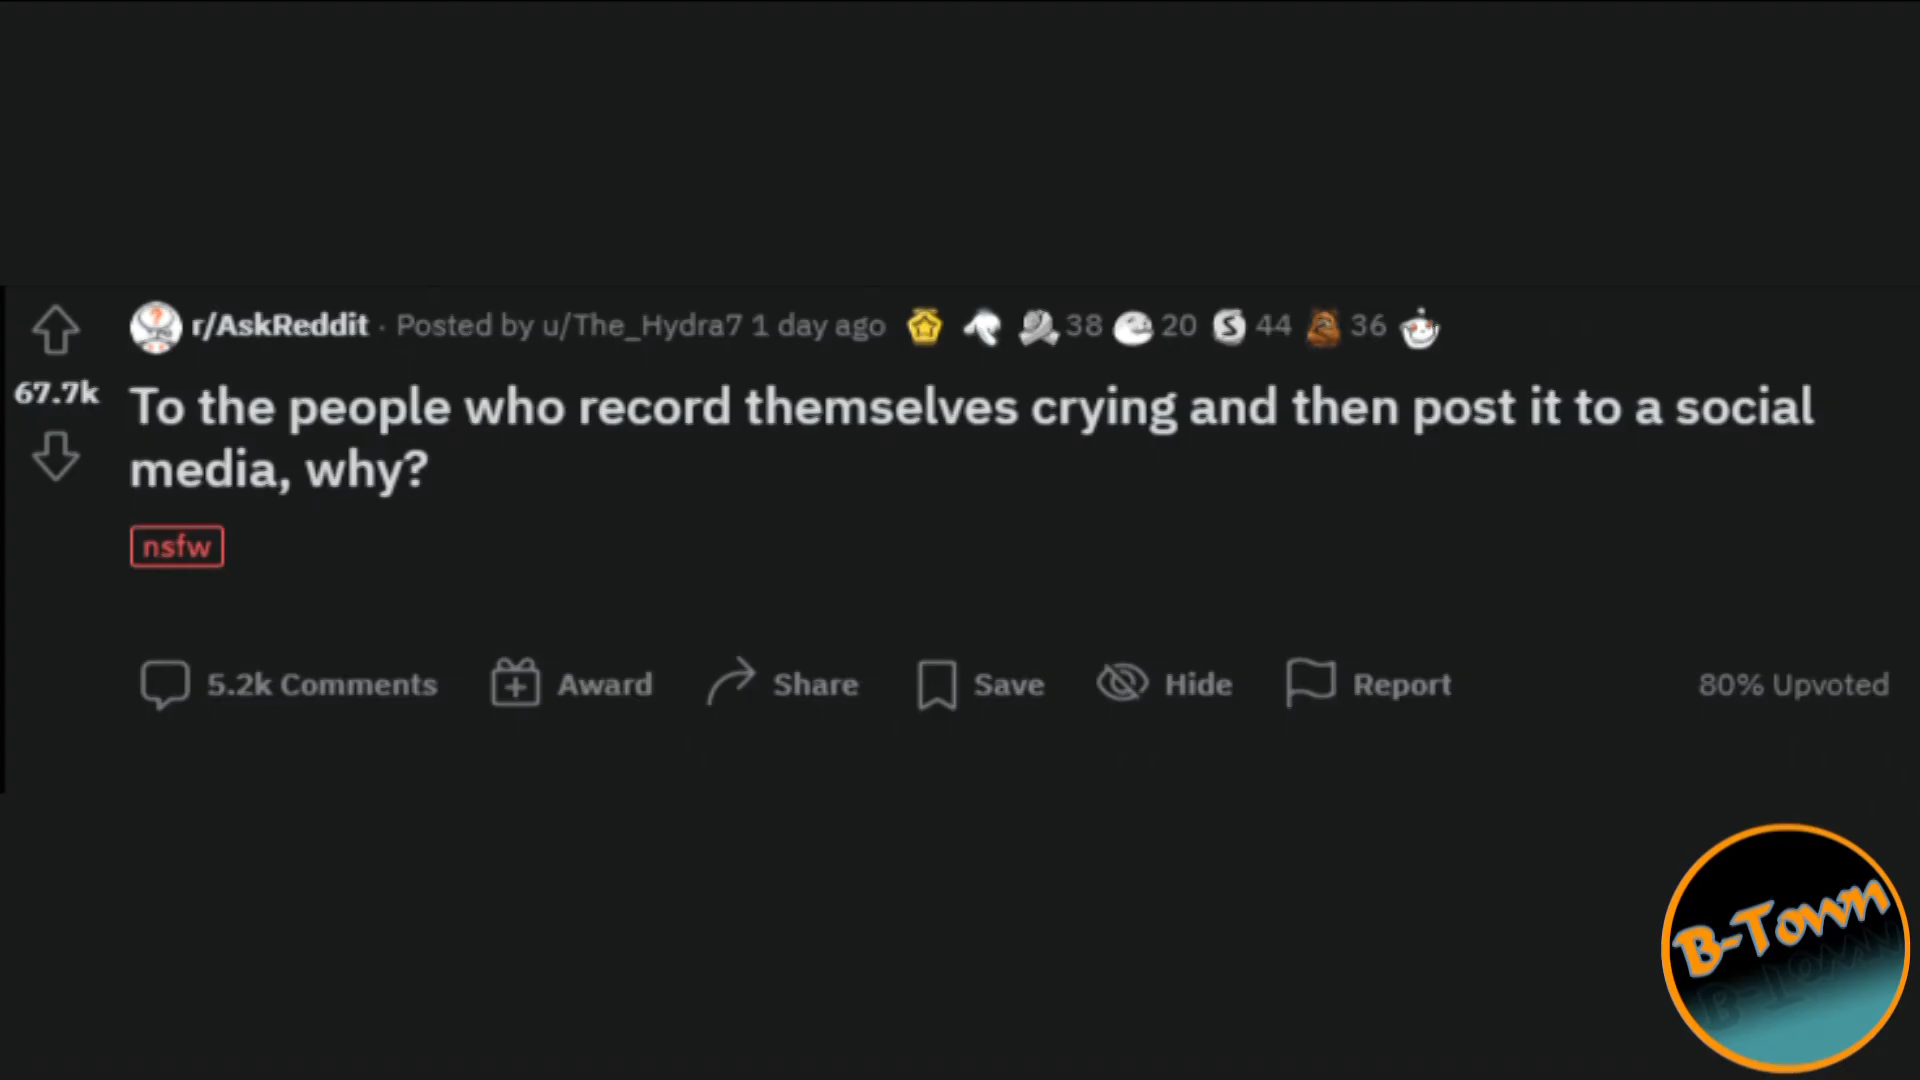 r/AskReddit · Posted by u/The_Hydra7 1 day ago 38 20 S 44 36
67.7k
To the people who record themselves crying and then post it to a social
media, why?
nsfw
5.2k Comments Award Share Save Hide Report 80% Upvoted
B-Town
B-Town